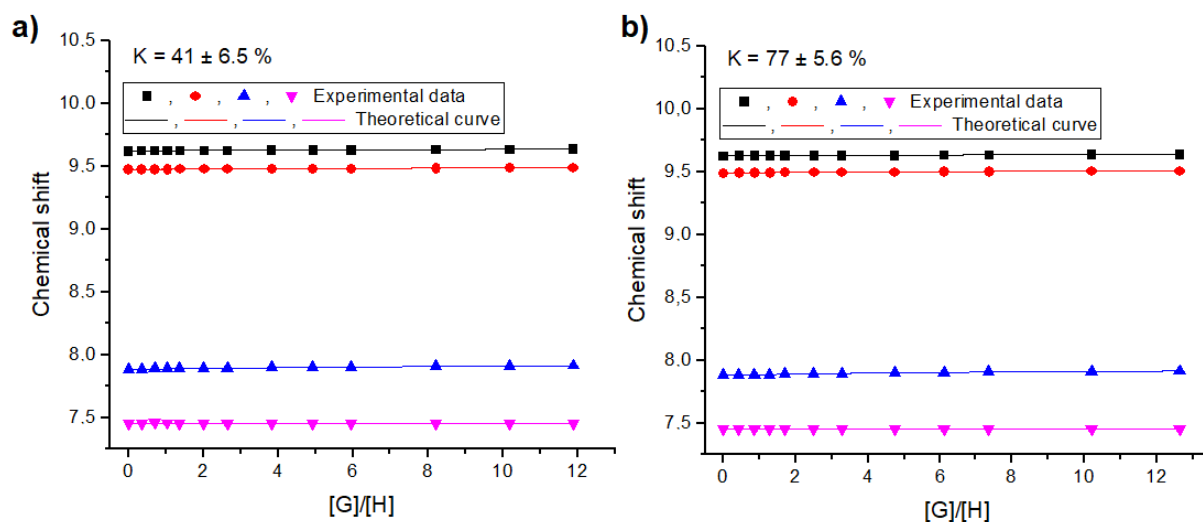 a)
K = 41 ± 6.5 %
, , , Experimental data
, , , Theoretical curve
10.5
10.0
9.5
9.0
8.5
8.0
7.5
Chemical shift
0 2 4 6 8 10 12
[G]/[H]
b)
K = 77 ± 5.6 %
, , , Experimental data
, , , Theoretical curve
10.5
10,0
9.5
9.0
8,5
8.0
7.5
Chemical shift
0 2 4 6 8 10 12
[G]/[H]